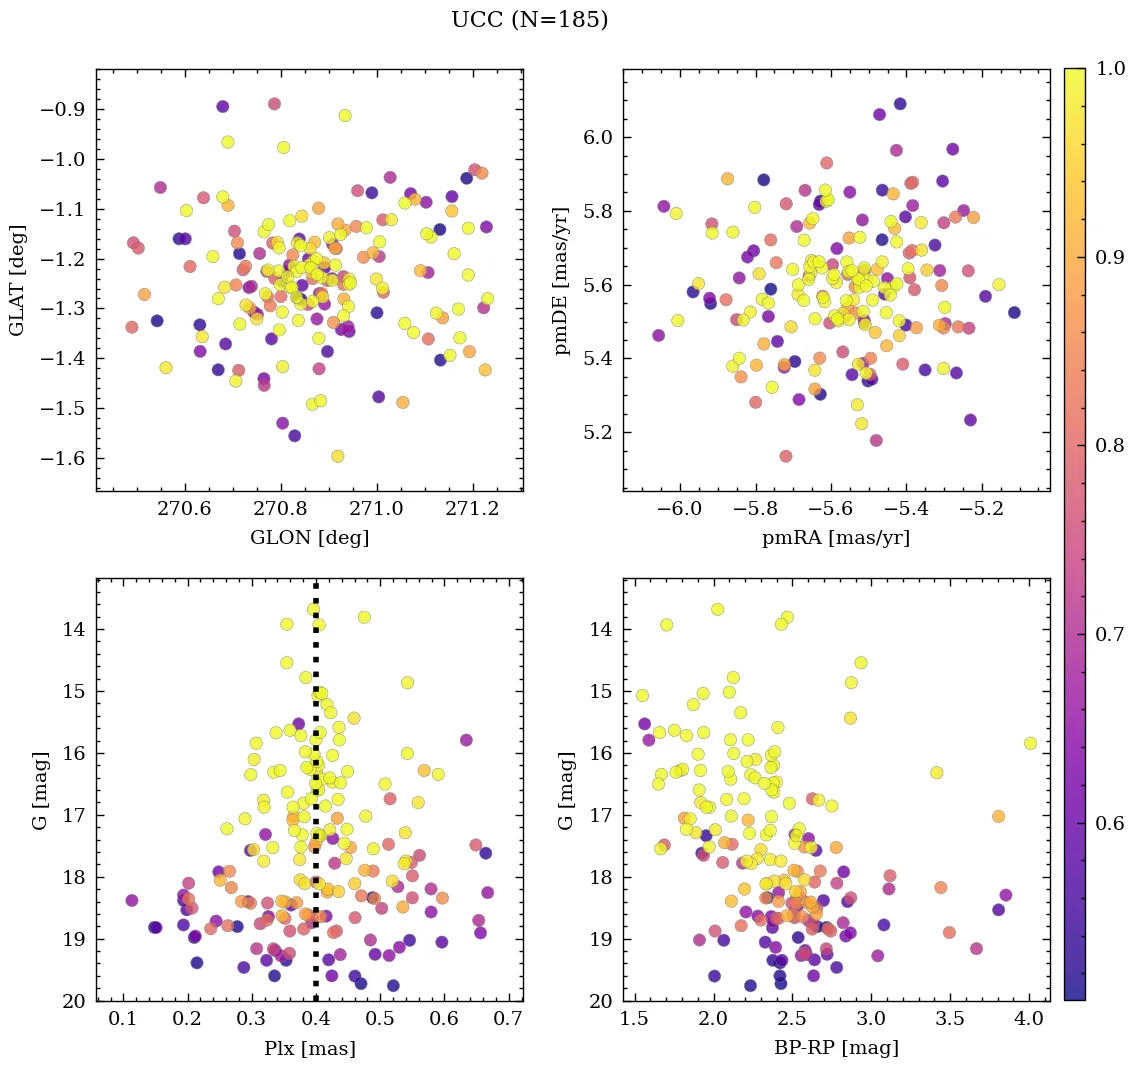 UCC (N=185)
−0.9
−1.0
−1.1
−1.2
−1.3
−1.4
−1.5
−1.6
GLAT [deg]
270.6 270.8 271.0 271.2
GLON [deg]
6.0
5.8
5.6
5.4
5.2
pmDE [mas/yr]
−6.0 −5.8 −5.6 −5.4 −5.2
pmRA [mas/yr]
14
15
16
17
18
19
20
G [mag]
0.1 0.2 0.3 0.4 0.5 0.6 0.7
Plx [mas]
14
15
16
17
18
19
20
G [mag]
1.5 2.0 2.5 3.0 3.5 4.0
BP-RP [mag]
1.0
0.9
0.8
0.7
0.6